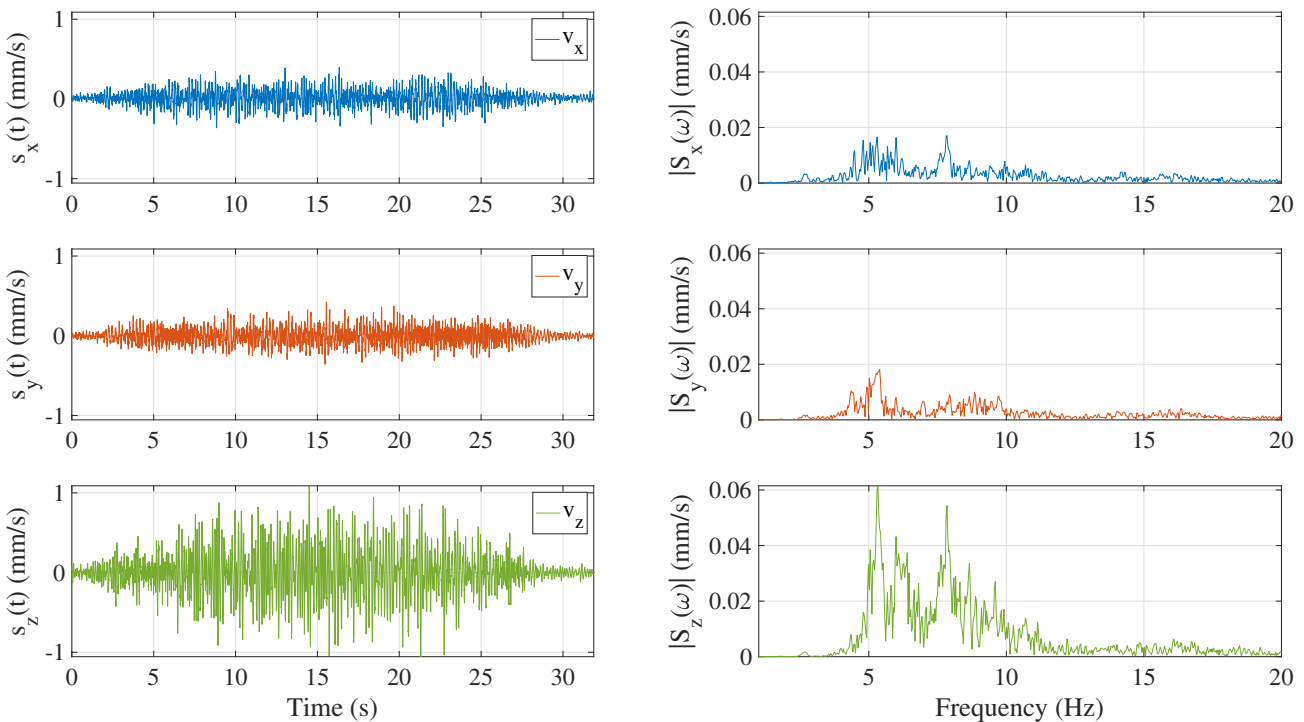 1
0
-1
s_x(t) (mm/s)
v_x
0 5 10 15 20 25 30
0.06
0.04
0.02
0
|S_x(ω)| (mm/s)
5 10 15 20
1
0
-1
s_y(t) (mm/s)
v_y
0 5 10 15 20 25 30
0.06
0.04
0.02
0
|S_y(ω)| (mm/s)
5 10 15 20
1
0
-1
s_z(t) (mm/s)
v_z
0 5 10 15 20 25 30
Time (s)
0.06
0.04
0.02
0
|S_z(ω)| (mm/s)
5 10 15 20
Frequency (Hz)